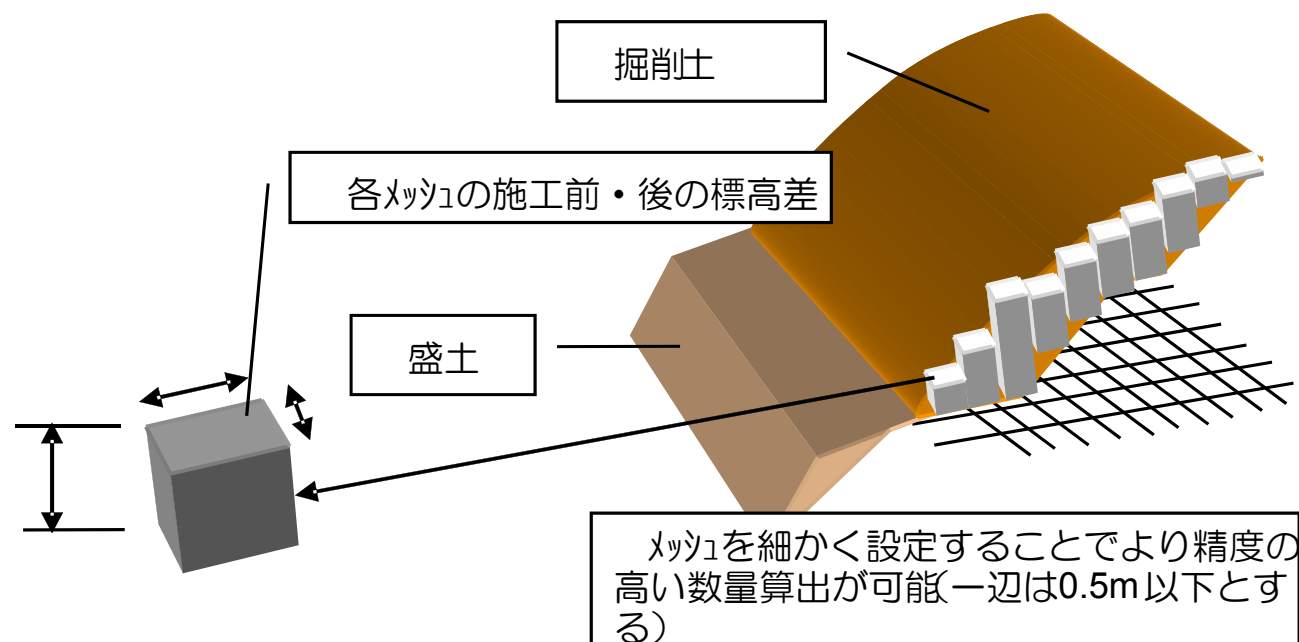 掘削土
各ﾒｯｼｭの施工前・後の標高差
盛土
ﾒｯｼｭを細かく設定することでより精度の
高い数量算出が可能(一辺は0.5m以下とす
る)